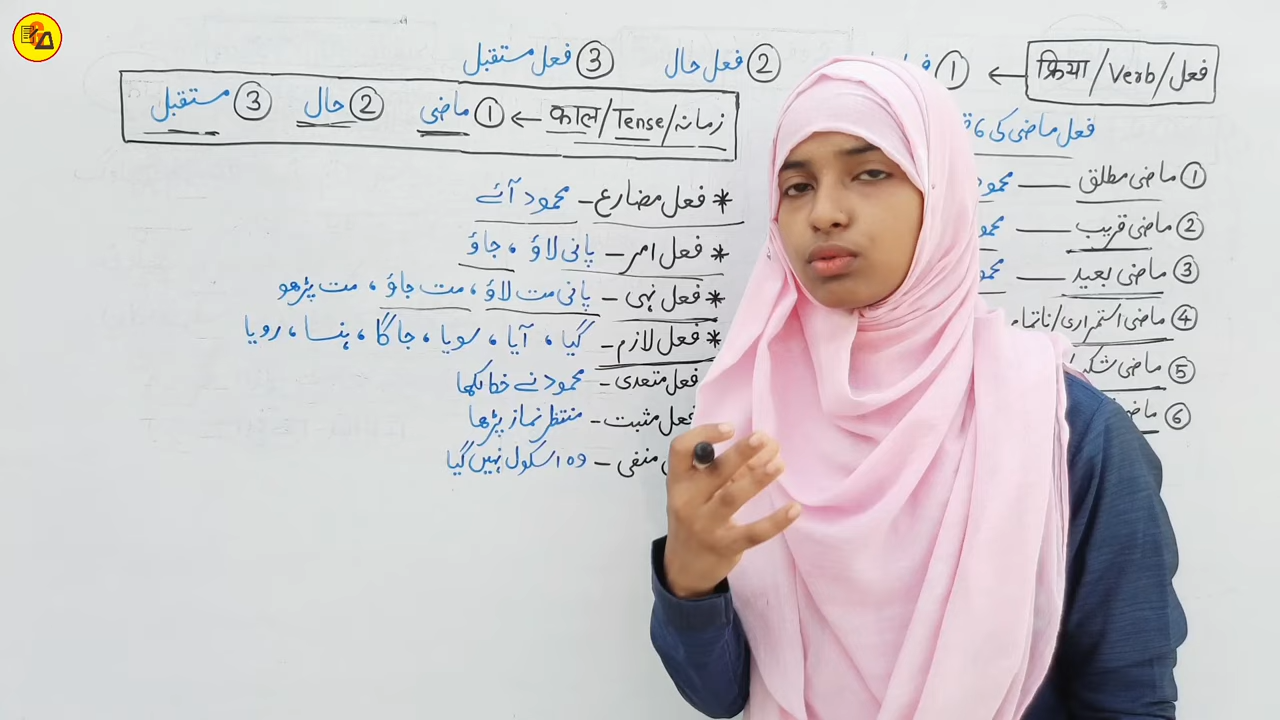 فعل/Verb/क्रिया ← ① ② فعل حال ③ فعل مستقبل
زمانہ/Tense/काल ← ① ماضی ② حال ③ مستقبل
فعل ماضی کی ۶
① ماضی مطلق —
② ماضی قریب —
③ ماضی بعید —
④ ماضی استمراری/ناتمام
⑤ ماضی
⑥ ماضی
* فعل مضارع - محمود آئے
* فعل امر - پانی لاؤ، جاؤ
* فعل نہی - پانی مت لاؤ، مت جاؤ، مت پڑھو
* فعل لازم - گیا، آیا، سویا، جاگا، ہنسا، رویا
فعل متعدی - محمود نے خط لکھا
فعل مثبت - منتظر نماز پڑھا
منفی - وہ اسکول نہیں گیا